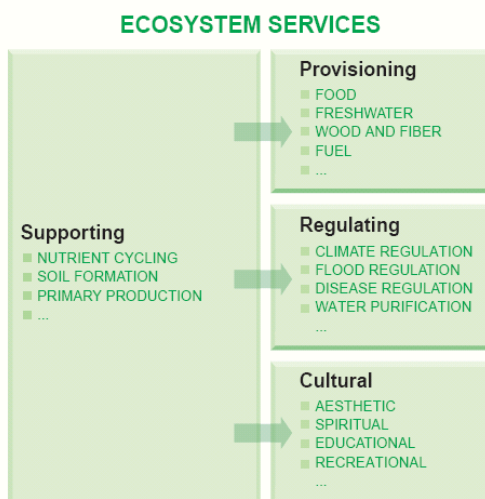 ECOSYSTEM SERVICES
Supporting
NUTRIENT CYCLING
SOIL FORMATION
PRIMARY PRODUCTION
...
Provisioning
FOOD
FRESHWATER
WOOD AND FIBER
FUEL
...
Regulating
CLIMATE REGULATION
FLOOD REGULATION
DISEASE REGULATION
WATER PURIFICATION
...
Cultural
AESTHETIC
SPIRITUAL
EDUCATIONAL
RECREATIONAL
...